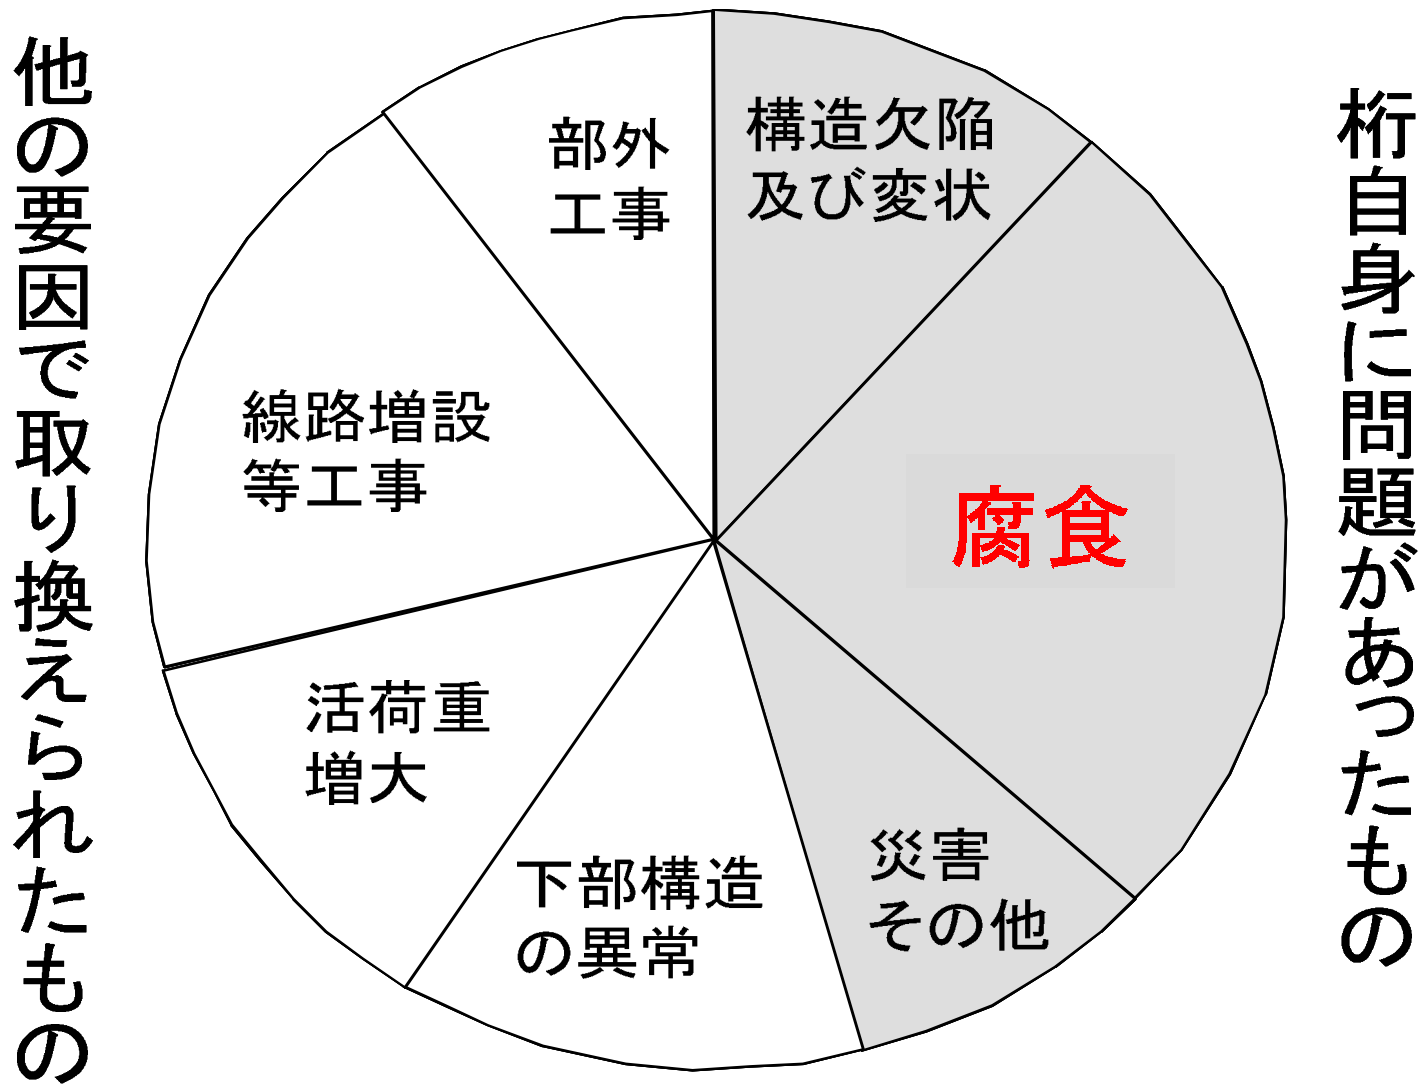 他の要因で取り換えられたもの
部外
工事
構造欠陥
及び変状
桁自身に問題があったもの
線路増設
等工事
腐食
活荷重
増大
下部構造
の異常
災害
その他